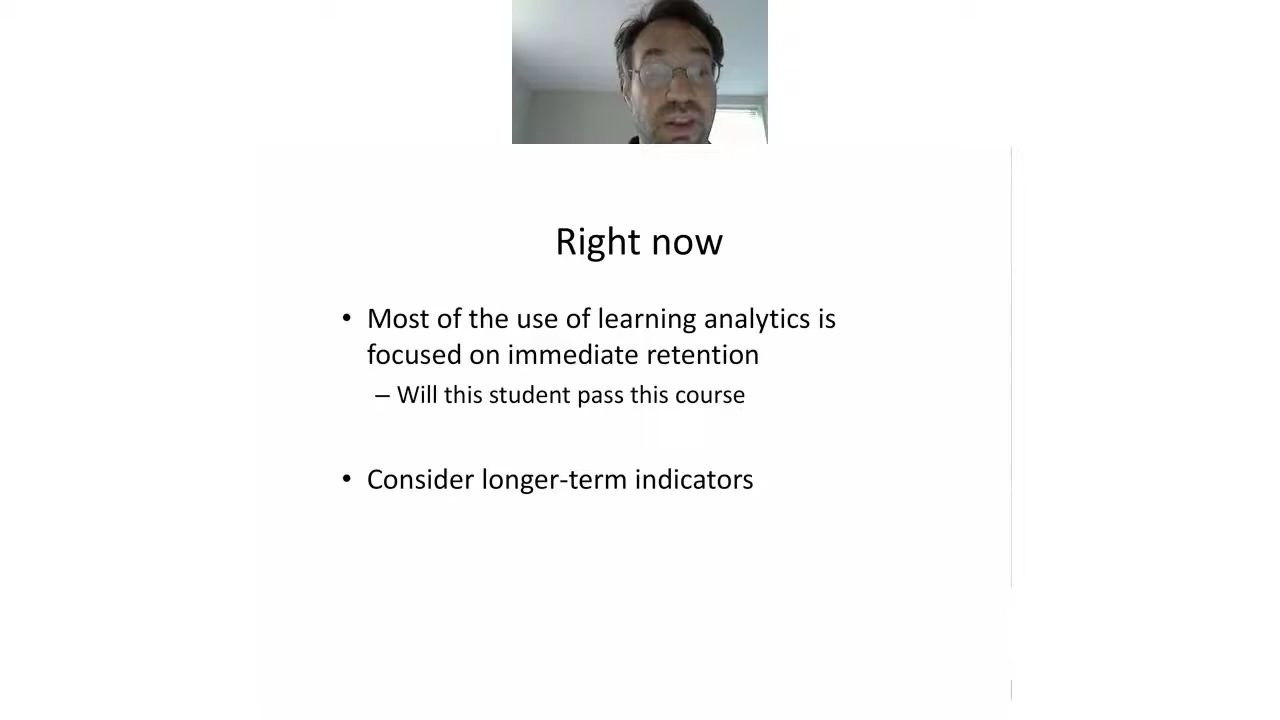 Right now
• Most of the use of learning analytics is
focused on immediate retention
– Will this student pass this course
• Consider longer-term indicators